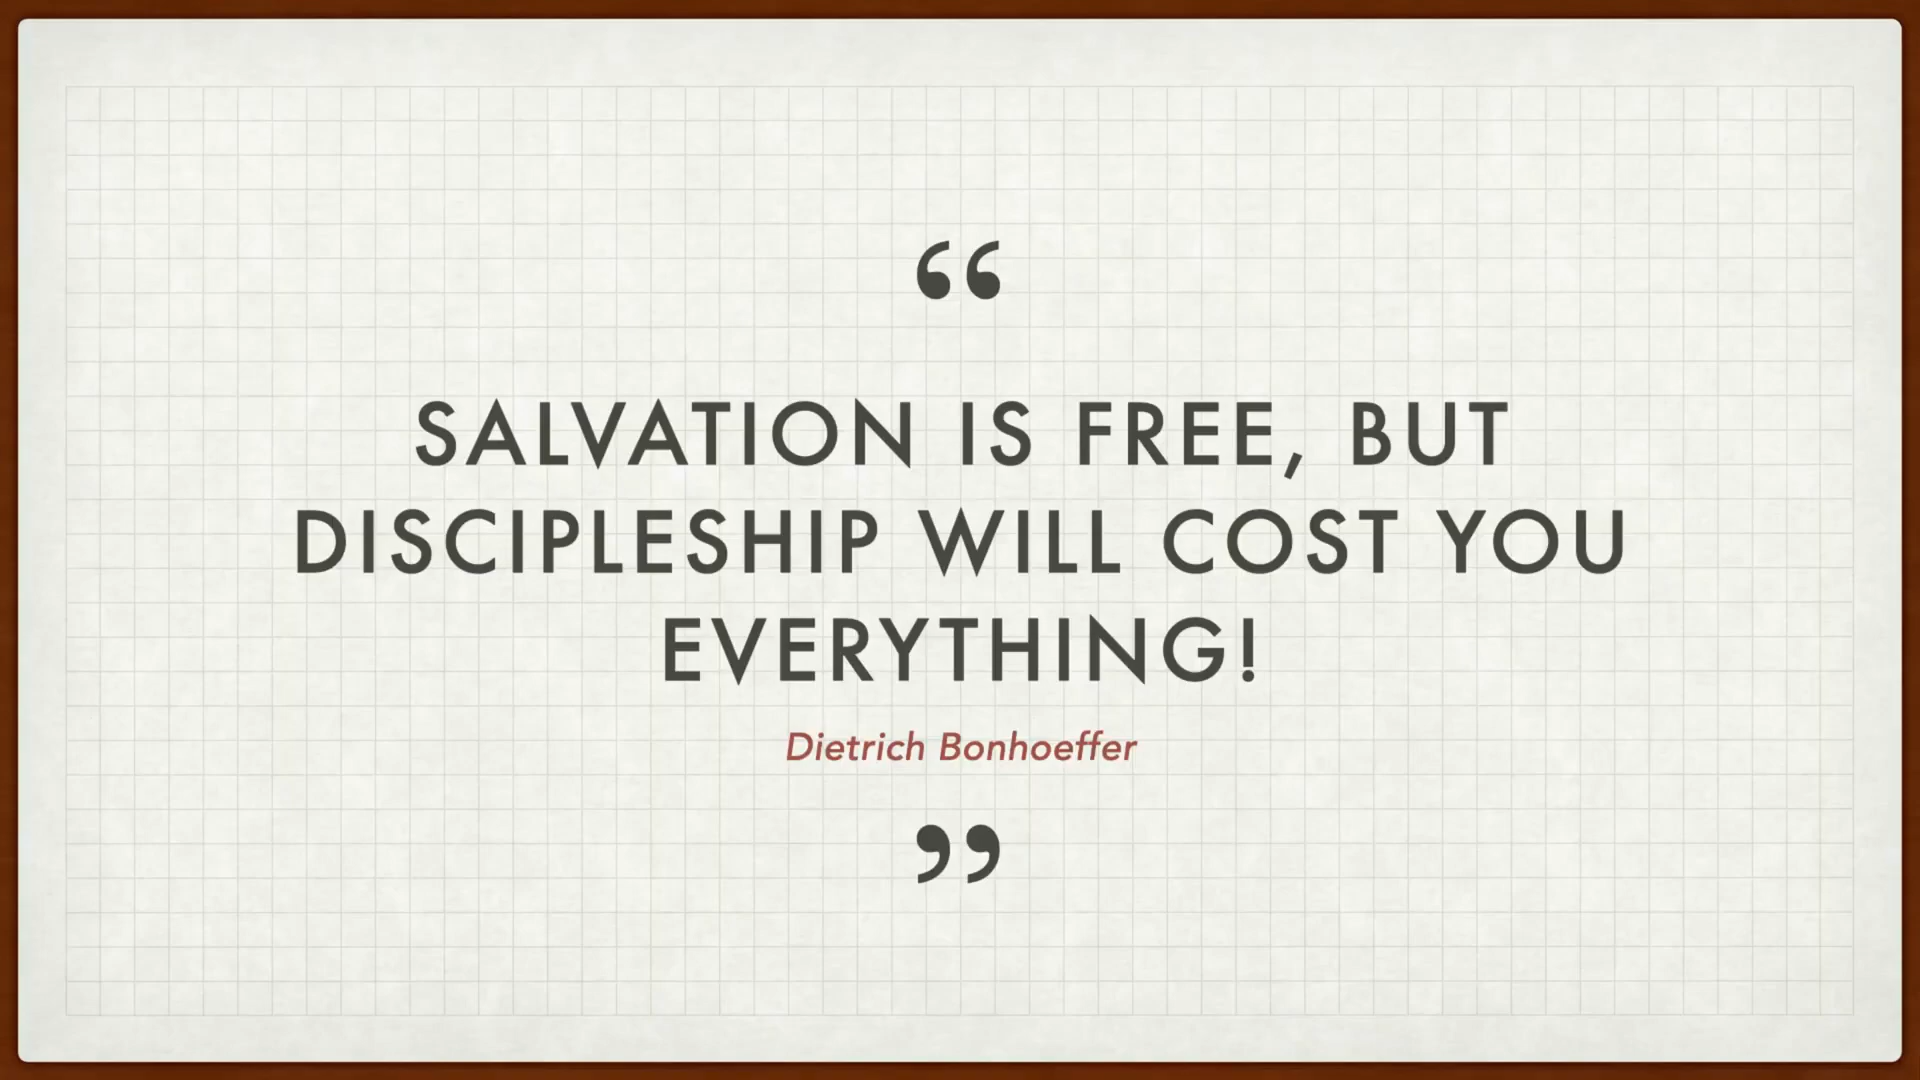 “
SALVATION IS FREE, BUT
DISCIPLESHIP WILL COST YOU
EVERYTHING!
Dietrich Bonhoeffer
”